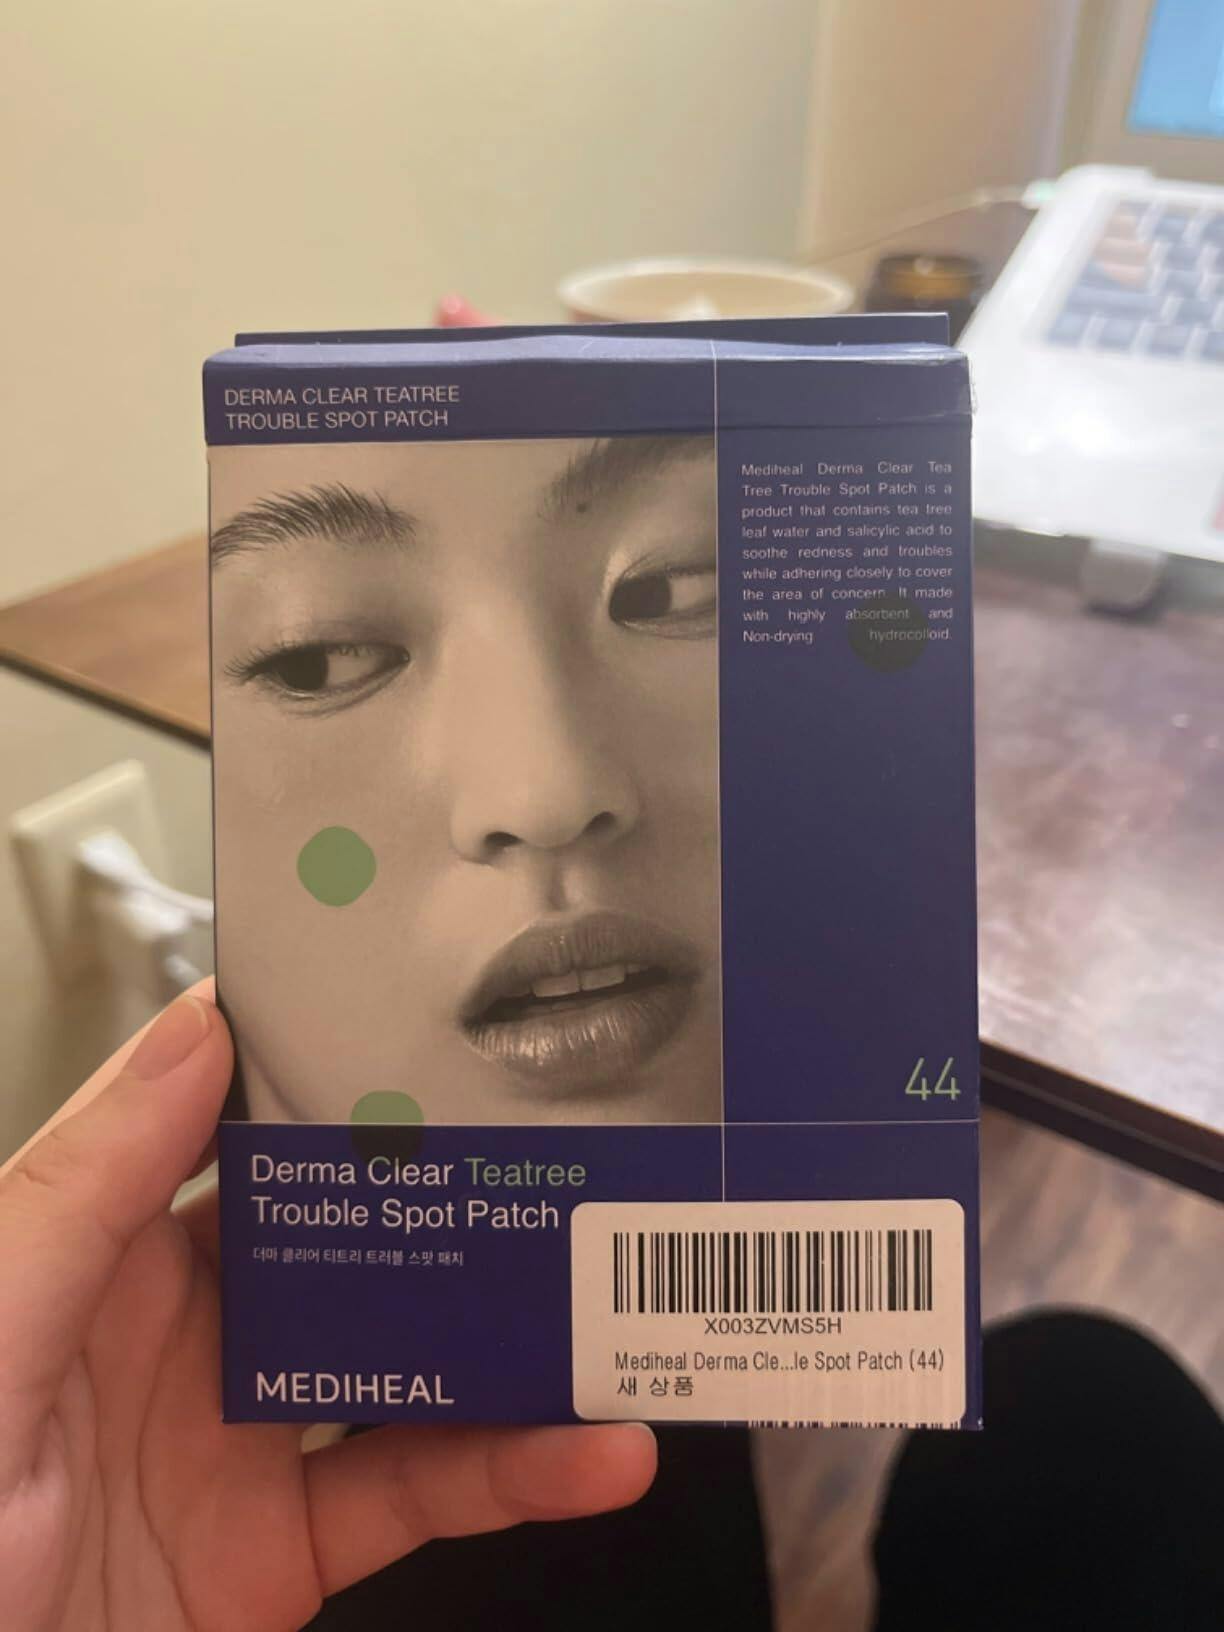 DERMA CLEAR TEATREE
TROUBLE SPOT PATCH
Mediheal Derma Clear Tea
Tree Trouble Spot Patch is a
product that contains tea tree
leaf water and salicylic acid to
soothe redness and troubles
while adhering closely to cover
the area of concern. It made
with highly absorbent and
Non-drying hydrocolloid.
44
Derma Clear Teatree
Trouble Spot Patch
더마 클리어 티트리 트러블 스팟 패치
MEDIHEAL
X003ZVMS5H
Mediheal Derma Cle...le Spot Patch (44)
새 상품